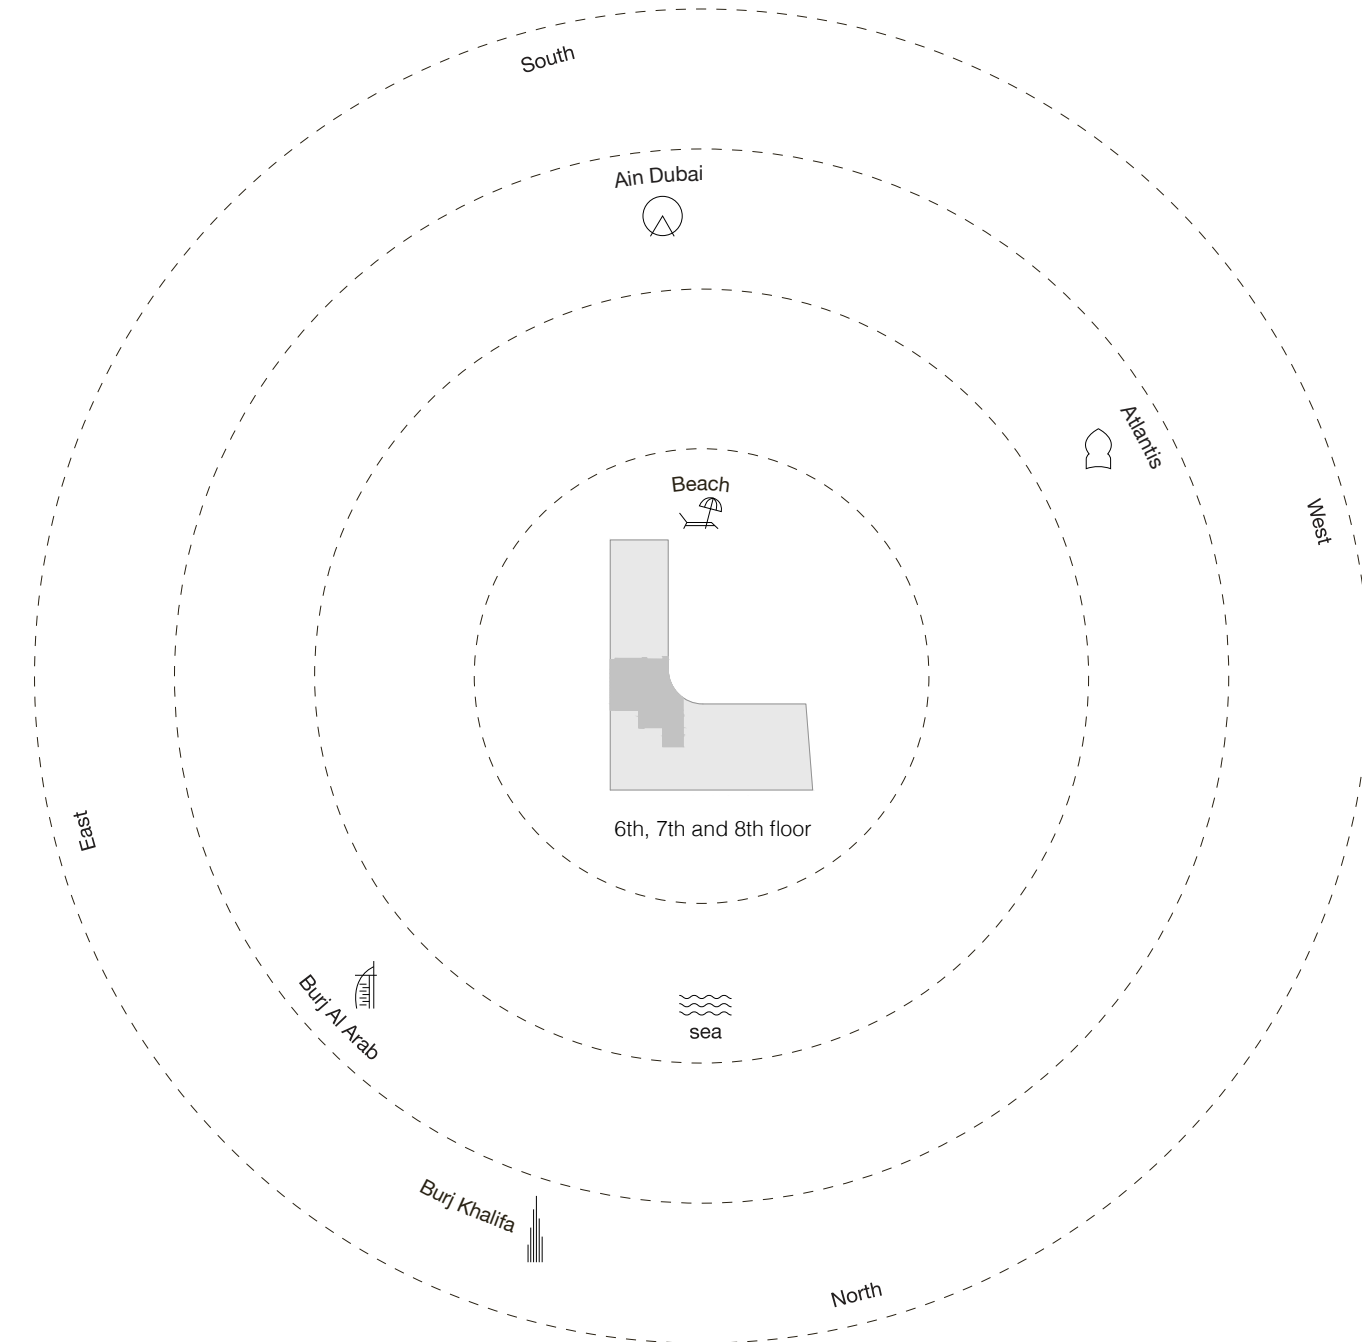 South
Ain Dubai
Atlantis
Beach
West
6th, 7th and 8th floor
East
Burj Al Arab
sea
Burj Khalifa
North